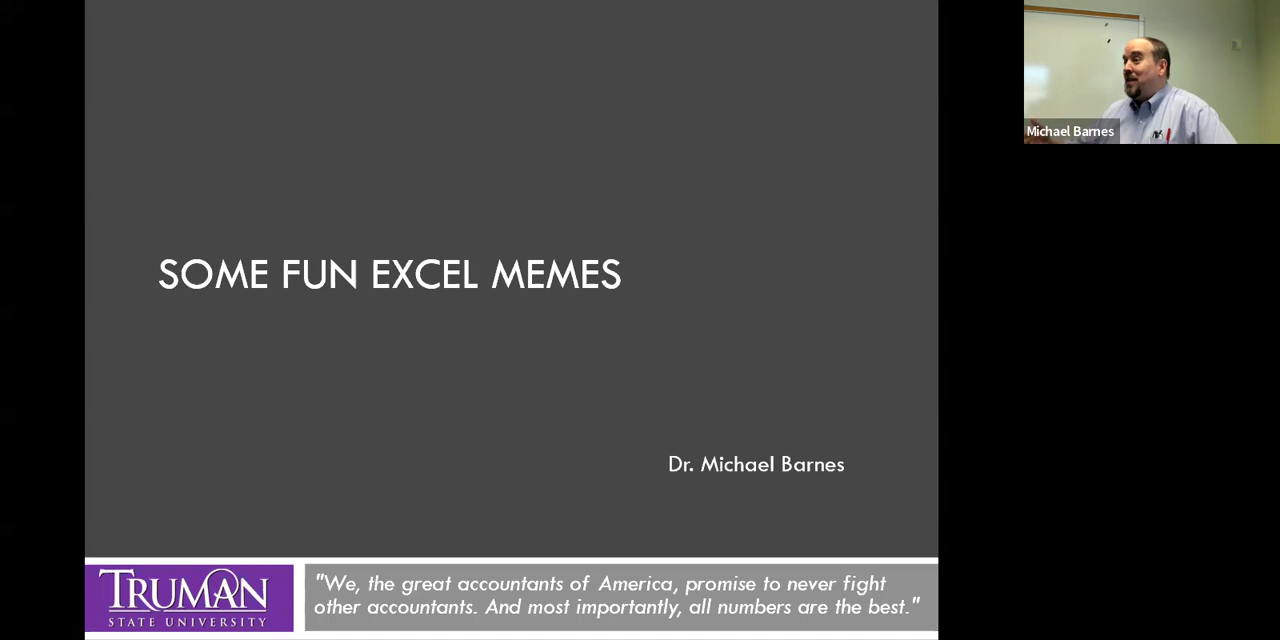 Michael Barnes
SOME FUN EXCEL MEMES
Dr. Michael Barnes
TRUMAN
STATE UNIVERSITY
"We, the great accountants of America, promise to never fight
other accountants. And most importantly, all numbers are the best."